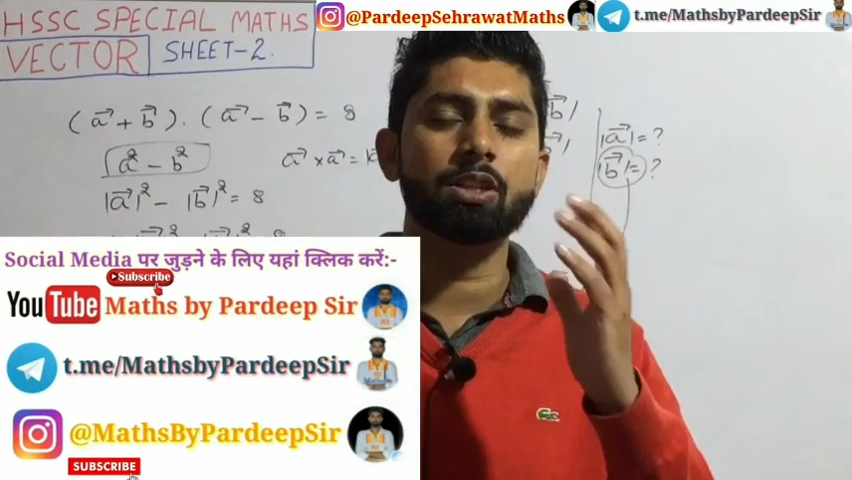 HSSC SPECIAL MATHS
VECTOR SHEET-2.
@PardeepSehrawatMaths
t.me/MathsbyPardeepSir
(a⃗ + b⃗) . (a⃗ - b⃗) = 8
a² - b²
a⃗ × a⃗ =
|a⃗|² - |b⃗|² = 8
|a⃗| = ?
|b⃗| = ?
Social Media पर जुड़ने के लिए यहां क्लिक करें:-
Subscribe
YouTube Maths by Pardeep Sir
t.me/MathsbyPardeepSir
@MathsByPardeepSir
SUBSCRIBE